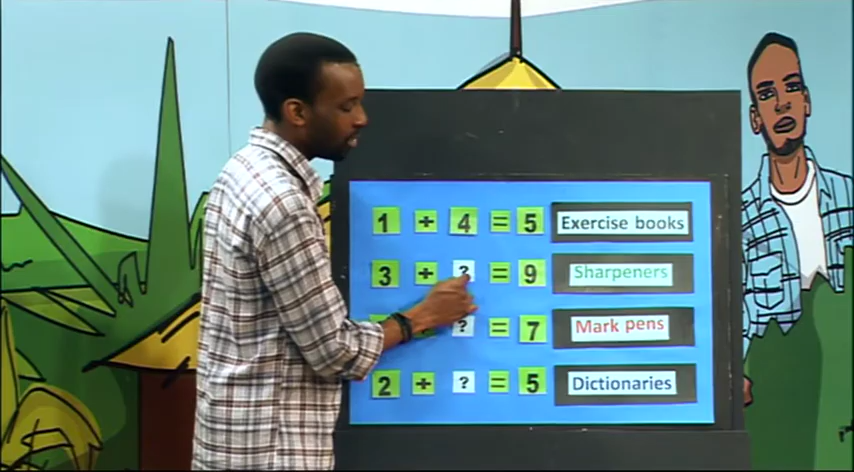 1 + 4 = 5 Exercise books
3 + ? = 9 Sharpeners
? = 7 Mark pens
2 + ? = 5 Dictionaries